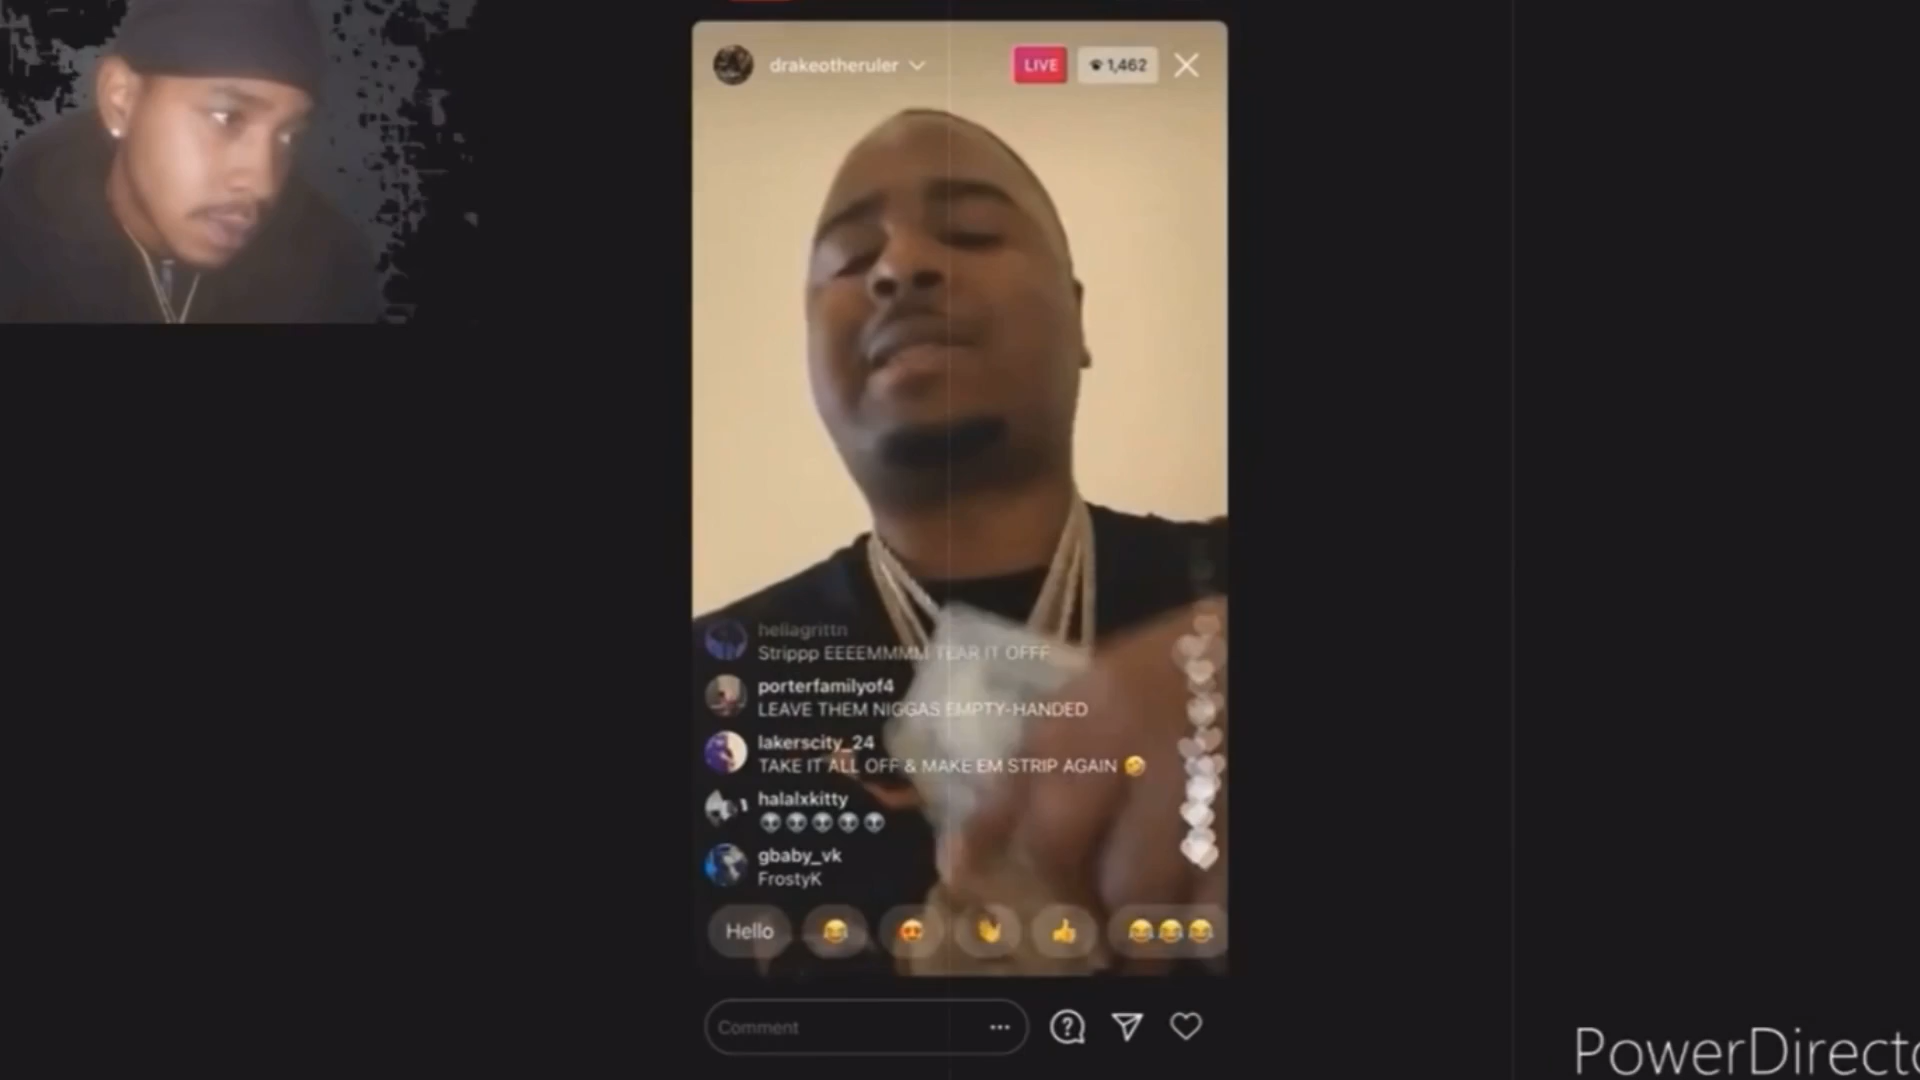 drakeotheruler
LIVE
1,462
hellagrittn
Strippp EEEEMMMM TEAR IT OFFF
porterfamilyof4
LEAVE THEM NIGGAS EMPTY-HANDED
lakerscity_24
TAKE IT ALL OFF & MAKE EM STRIP AGAIN 🤣
halalxkitty
👽👽👽👽👽
gbaby_vk
FrostyK
Hello 😂 😍 👏 👍 😂😂😂
Comment
PowerDirecto